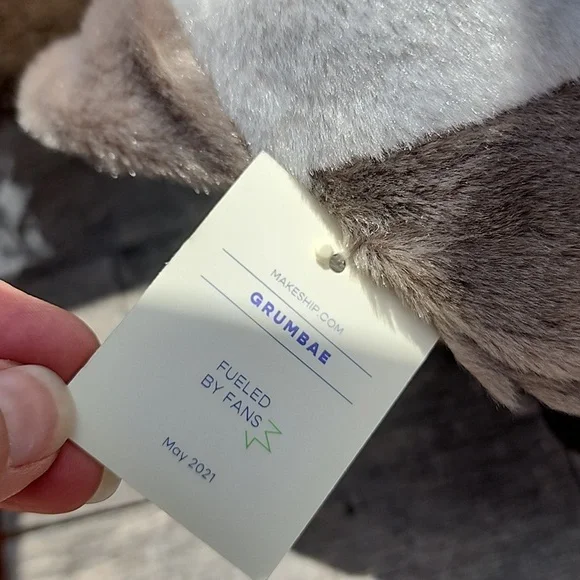 MAKESHIP.COM
GRUMBAE
FUELED
BY FANS
May 2021